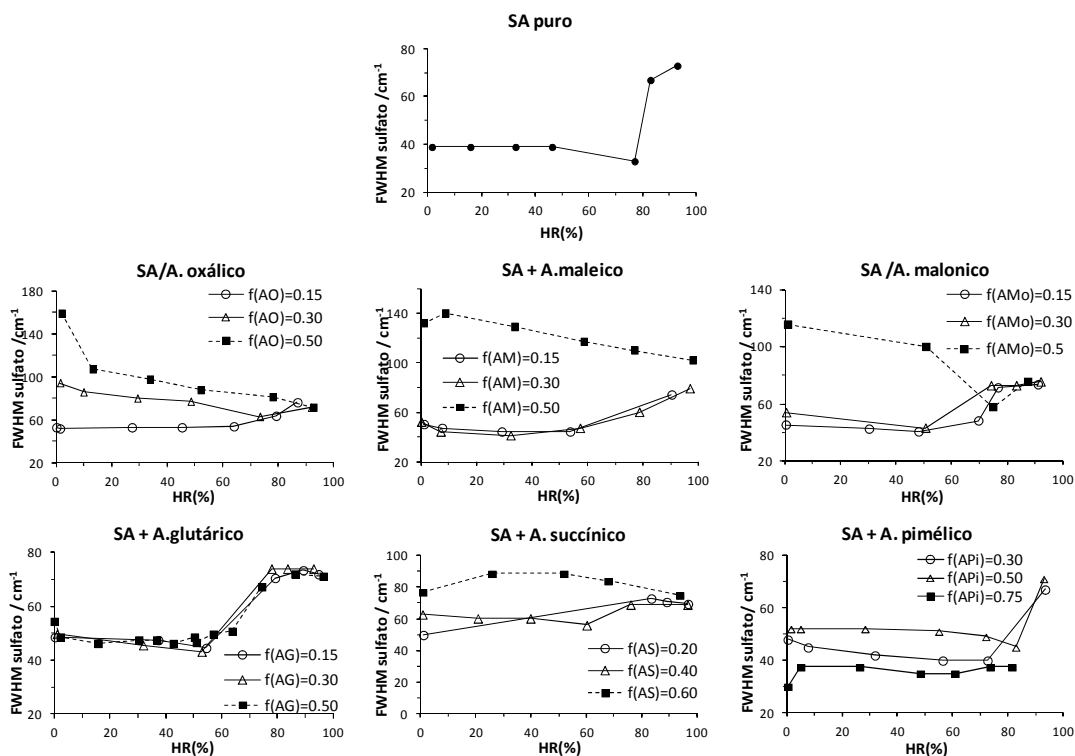 SA puro
FWHM sulfato /cm-1
80
60
40
20
0 20 40 60 80 100
HR(%)
SA/A. oxálico
f(AO)=0.15
f(AO)=0.30
f(AO)=0.50
FWHM sulfato /cm-1
180
140
100
60
20
0 20 40 60 80 100
HR(%)
SA + A.maleico
f(AM)=0.15
f(AM)=0.30
f(AM)=0.50
FWHM sulfato /cm-1
140
100
60
20
0 20 40 60 80 100
HR(%)
SA /A. malonico
f(AMo)=0.15
f(AMo)=0.30
f(AMo)=0.5
FWHM sulfato /cm-1
140
100
60
20
0 20 40 60 80 100
HR(%)
SA + A.glutárico
f(AG)=0.15
f(AG)=0.30
f(AG)=0.50
FWHM sulfato / cm-1
80
60
40
20
0 20 40 60 80 100
HR(%)
SA + A. succínico
f(AS)=0.20
f(AS)=0.40
f(AS)=0.60
FWHM sulfato /cm-1
100
80
60
40
20
0
0 20 40 60 80 100
HR(%)
SA + A. pimélico
f(APi)=0.30
f(APi)=0.50
f(APi)=0.75
FWHM sulfato / cm-1
80
60
40
20
0 20 40 60 80 100
HR(%)